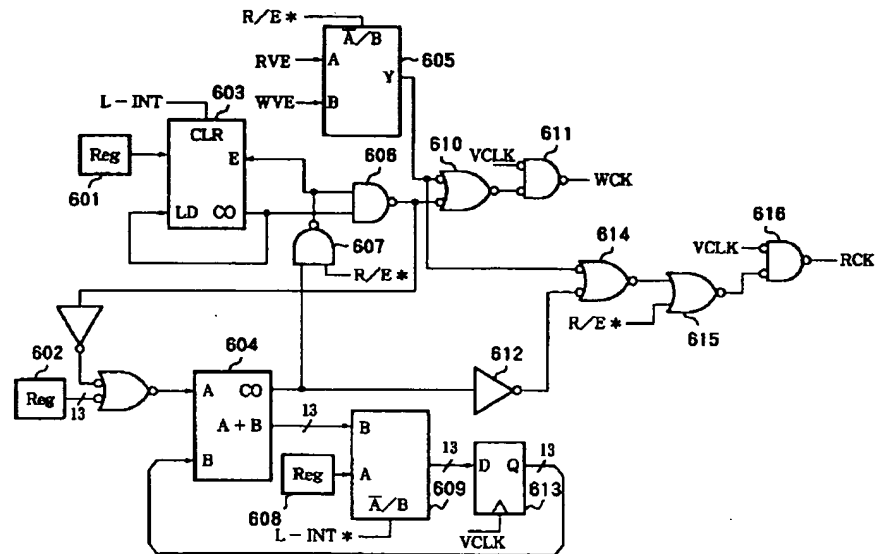 R/E*
A/B
605
RVE
A
Y
WVE
B
L-INT
603
CLR
Reg
601
E
LD
CO
606
607
R/E*
610
VCLK
611
WCK
614
616
VCLK
RCK
R/E*
615
602
Reg
13
604
A
CO
A+B
B
612
13
B
A
A/B
609
Reg
608
L-INT*
13
D
Q
13
613
VCLK